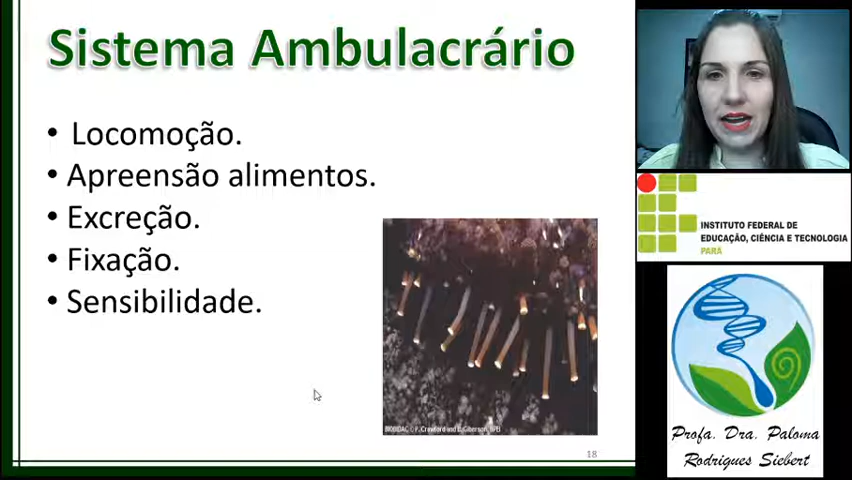 Sistema Ambulacrário
• Locomoção.
• Apreensão alimentos.
• Excreção.
• Fixação.
• Sensibilidade.
18
INSTITUTO FEDERAL DE
EDUCAÇÃO, CIÊNCIA E TECNOLOGIA
PARÁ
Profa. Dra. Paloma
Rodrigues Siebert